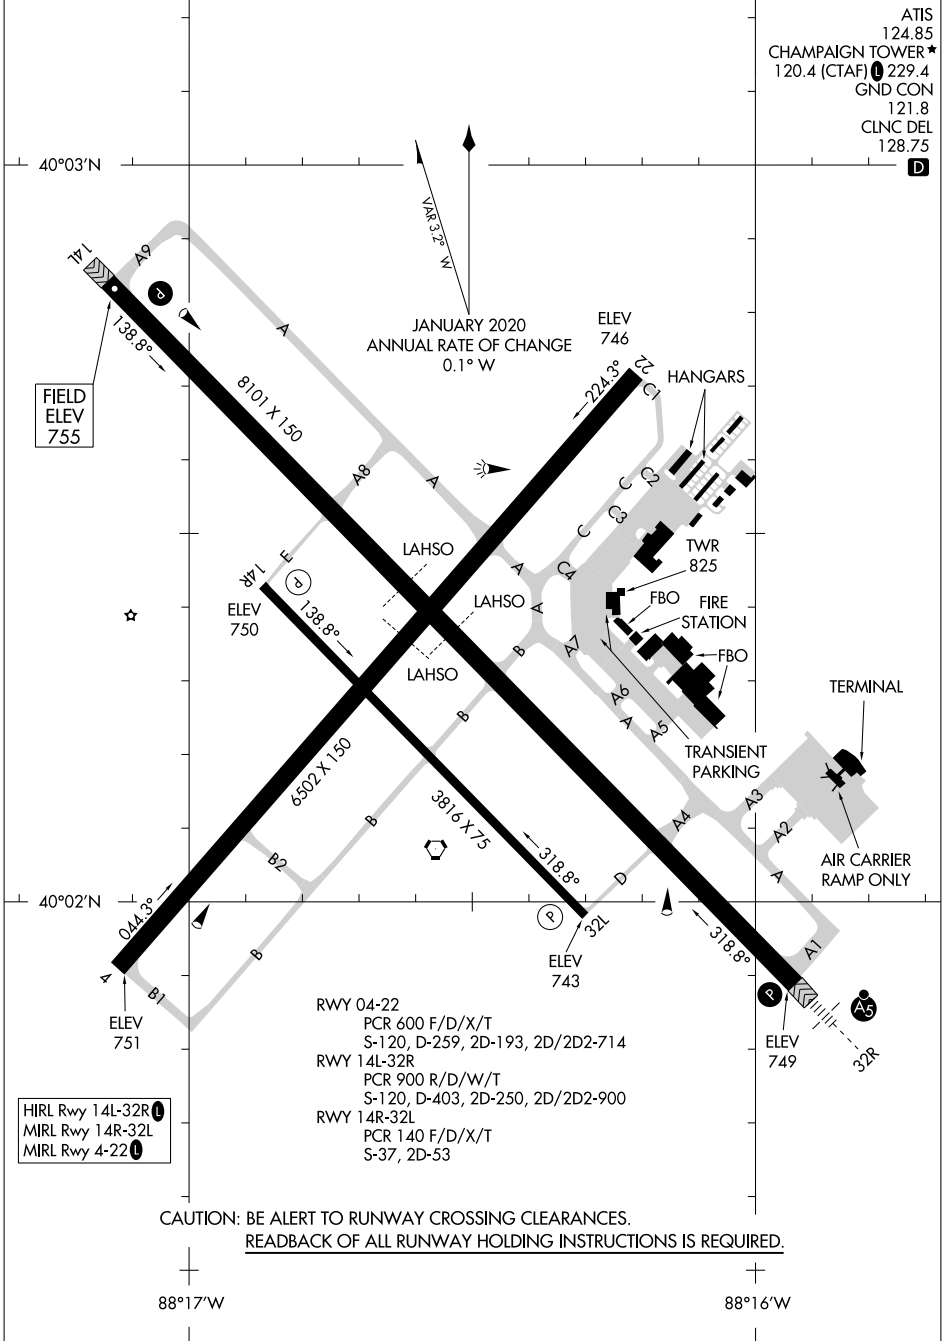 ATIS
124.85
CHAMPAIGN TOWER★
120.4 (CTAF) L 229.4
GND CON
121.8
CLNC DEL
128.75
D
40°03'N
VAR 3.2° W
JANUARY 2020
ANNUAL RATE OF CHANGE
0.1° W
14L
A9
A
P
138.8°
FIELD
ELEV
755
8101 X 150
ELEV
746
22
224.3°
C1
HANGARS
A8
A
C
C2
C3
C
C4
LAHSO
TWR
825
E
14R
P
A
LAHSO
A
FBO
FIRE
STATION
ELEV
750
138.8°
B
A7
FBO
LAHSO
A6
TERMINAL
B
A
A5
TRANSIENT
PARKING
6502 X 150
3816 X 75
A3
A4
A2
B
B2
318.8°
D
A
AIR CARRIER
RAMP ONLY
40°02'N
044.3°
P
32L
318.8°
A1
B
4
B1
ELEV
743
P
A5
ELEV
751
ELEV
749
32R
RWY 04-22
PCR 600 F/D/X/T
S-120, D-259, 2D-193, 2D/2D2-714
RWY 14L-32R
PCR 900 R/D/W/T
S-120, D-403, 2D-250, 2D/2D2-900
RWY 14R-32L
PCR 140 F/D/X/T
S-37, 2D-53
HIRL Rwy 14L-32R L
MIRL Rwy 14R-32L
MIRL Rwy 4-22 L
CAUTION: BE ALERT TO RUNWAY CROSSING CLEARANCES.
READBACK OF ALL RUNWAY HOLDING INSTRUCTIONS IS REQUIRED.
88°17'W
88°16'W